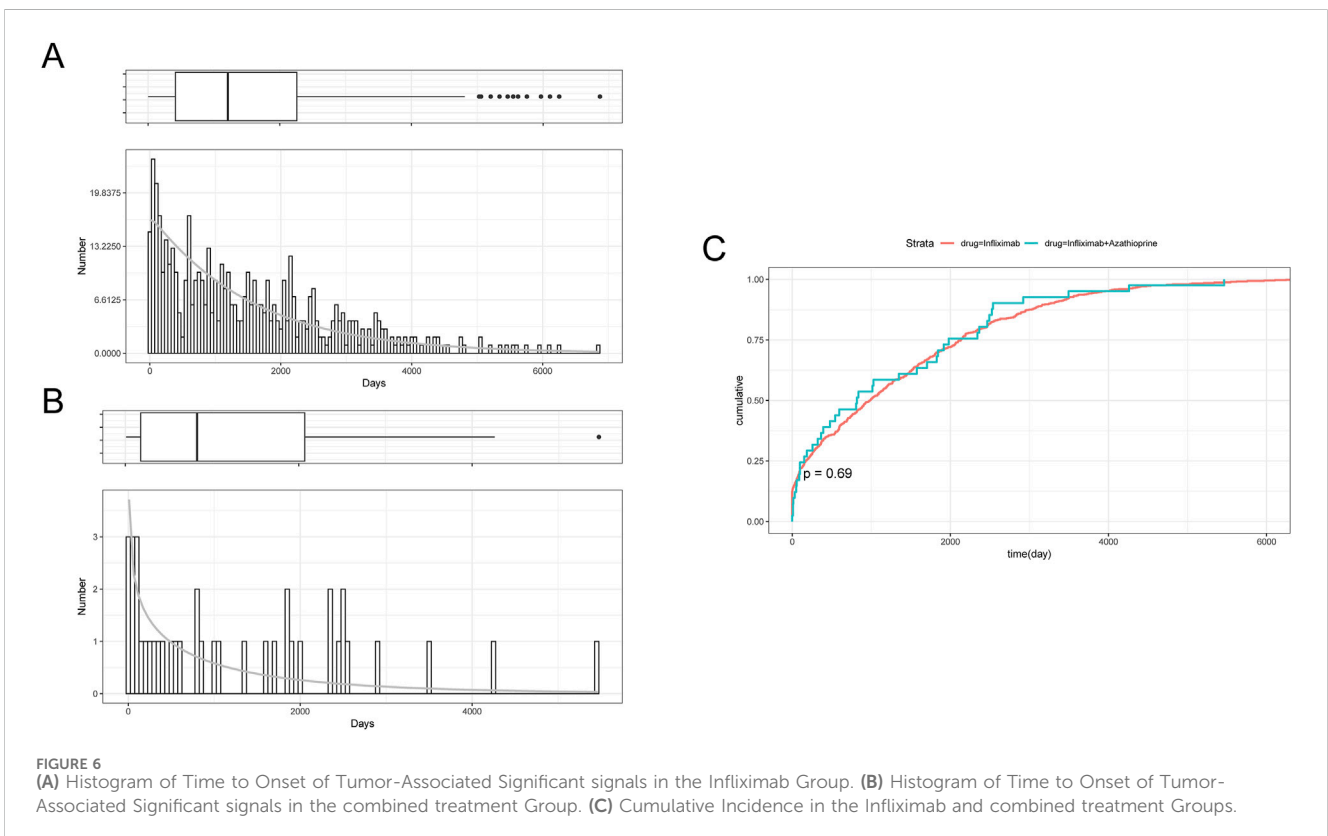 A
19.8375
13.2250
6.6125
0.0000
Number
0
2000
4000
6000
Days
B
3
2
1
0
Number
0
2000
4000
Days
C
Strata drug=Infliximab drug=Infliximab+Azathioprine
1.00
0.75
0.50
0.25
0.00
cumulative
p = 0.69
0
2000
4000
6000
time(day)
FIGURE 6
(A) Histogram of Time to Onset of Tumor-Associated Significant signals in the Infliximab Group. (B) Histogram of Time to Onset of Tumor-
Associated Significant signals in the combined treatment Group. (C) Cumulative Incidence in the Infliximab and combined treatment Groups.